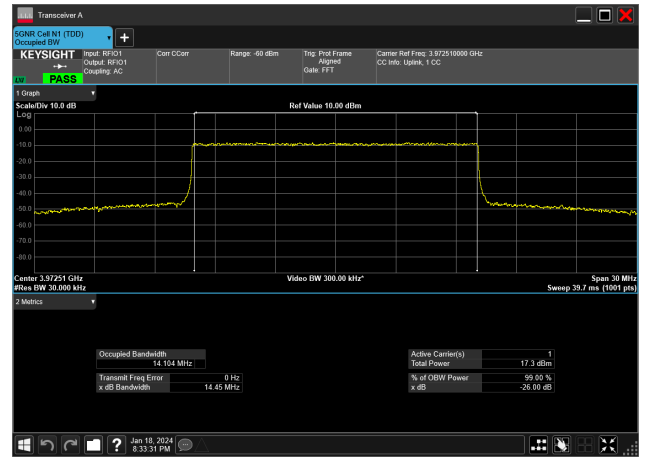 Transceiver A
5GNR Cell N1 (TDD)
Occupied BW
+
KEYSIGHT
LXI
PASS
Input: RFIO1
Output: RFIO1
Coupling: AC
Corr CCorr
Range: -60 dBm
Trig: Prot Frame
Aligned
Gate: FFT
Carrier Ref Freq: 3.972510000 GHz
CC Info: Uplink, 1 CC
1 Graph
Scale/Div 10.0 dB
Ref Value 10.00 dBm
Log
0.00
-10.0
-20.0
-30.0
-40.0
-50.0
-60.0
-70.0
-80.0
Center 3.97251 GHz
Video BW 300.00 kHz*
Span 30 MHz
#Res BW 30.000 kHz
Sweep 39.7 ms (1001 pts)
2 Metrics
Occupied Bandwidth
14.104 MHz
Transmit Freq Error 0 Hz
x dB Bandwidth 14.45 MHz
Active Carrier(s) 1
Total Power 17.3 dBm
% of OBW Power 99.00 %
x dB -26.00 dB
?
Jan 18, 2024
8:33:31 PM